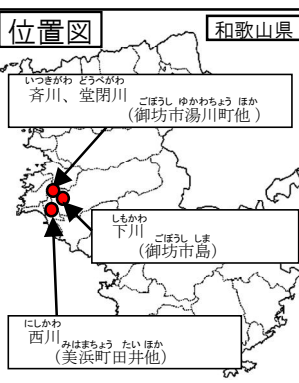 位置図
和歌山県
いつきがわ どうべがわ
斉川、堂閉川
ごぼうし ゆかわちょう ほか
(御坊市湯川町他)
しもかわ
下川
ごぼうし しま
(御坊市島)
にしかわ
西川
みはまちょう たい ほか
(美浜町田井他)